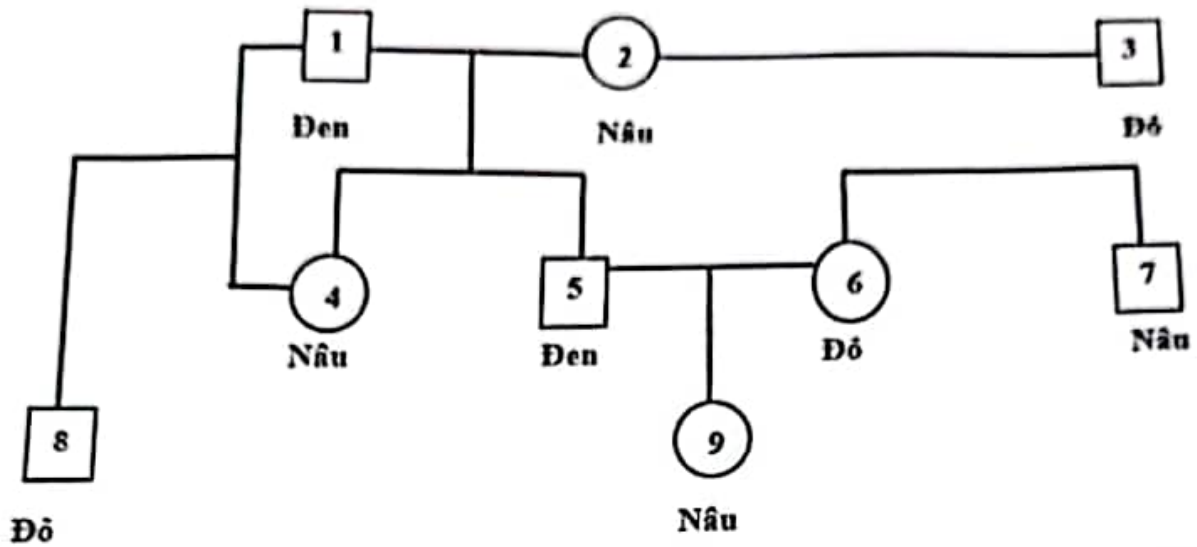 1 2 3
Đen Nâu Đỏ
4 5 6 7
Nâu Đen Đỏ Nâu
8 9
Đỏ Nâu